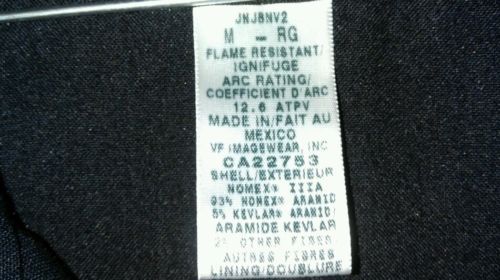 JNJ8NV2
M - RG
FLAME RESISTANT/
IGNIFUGE
ARC RATING/
COEFFICIENT D'ARC
12.6 ATPV
MADE IN/FAIT AU
MEXICO
VF IMAGEWEAR, INC
CA22753
SHELL/EXTERIEUR
NOMEX® IIIA
93% NOMEX® ARAMID
5% KEVLAR® ARAMID/
ARAMIDE KEVLAR
2% OTHER FIBER/
AUTRES FIBRES
LINING/DOUBLURE